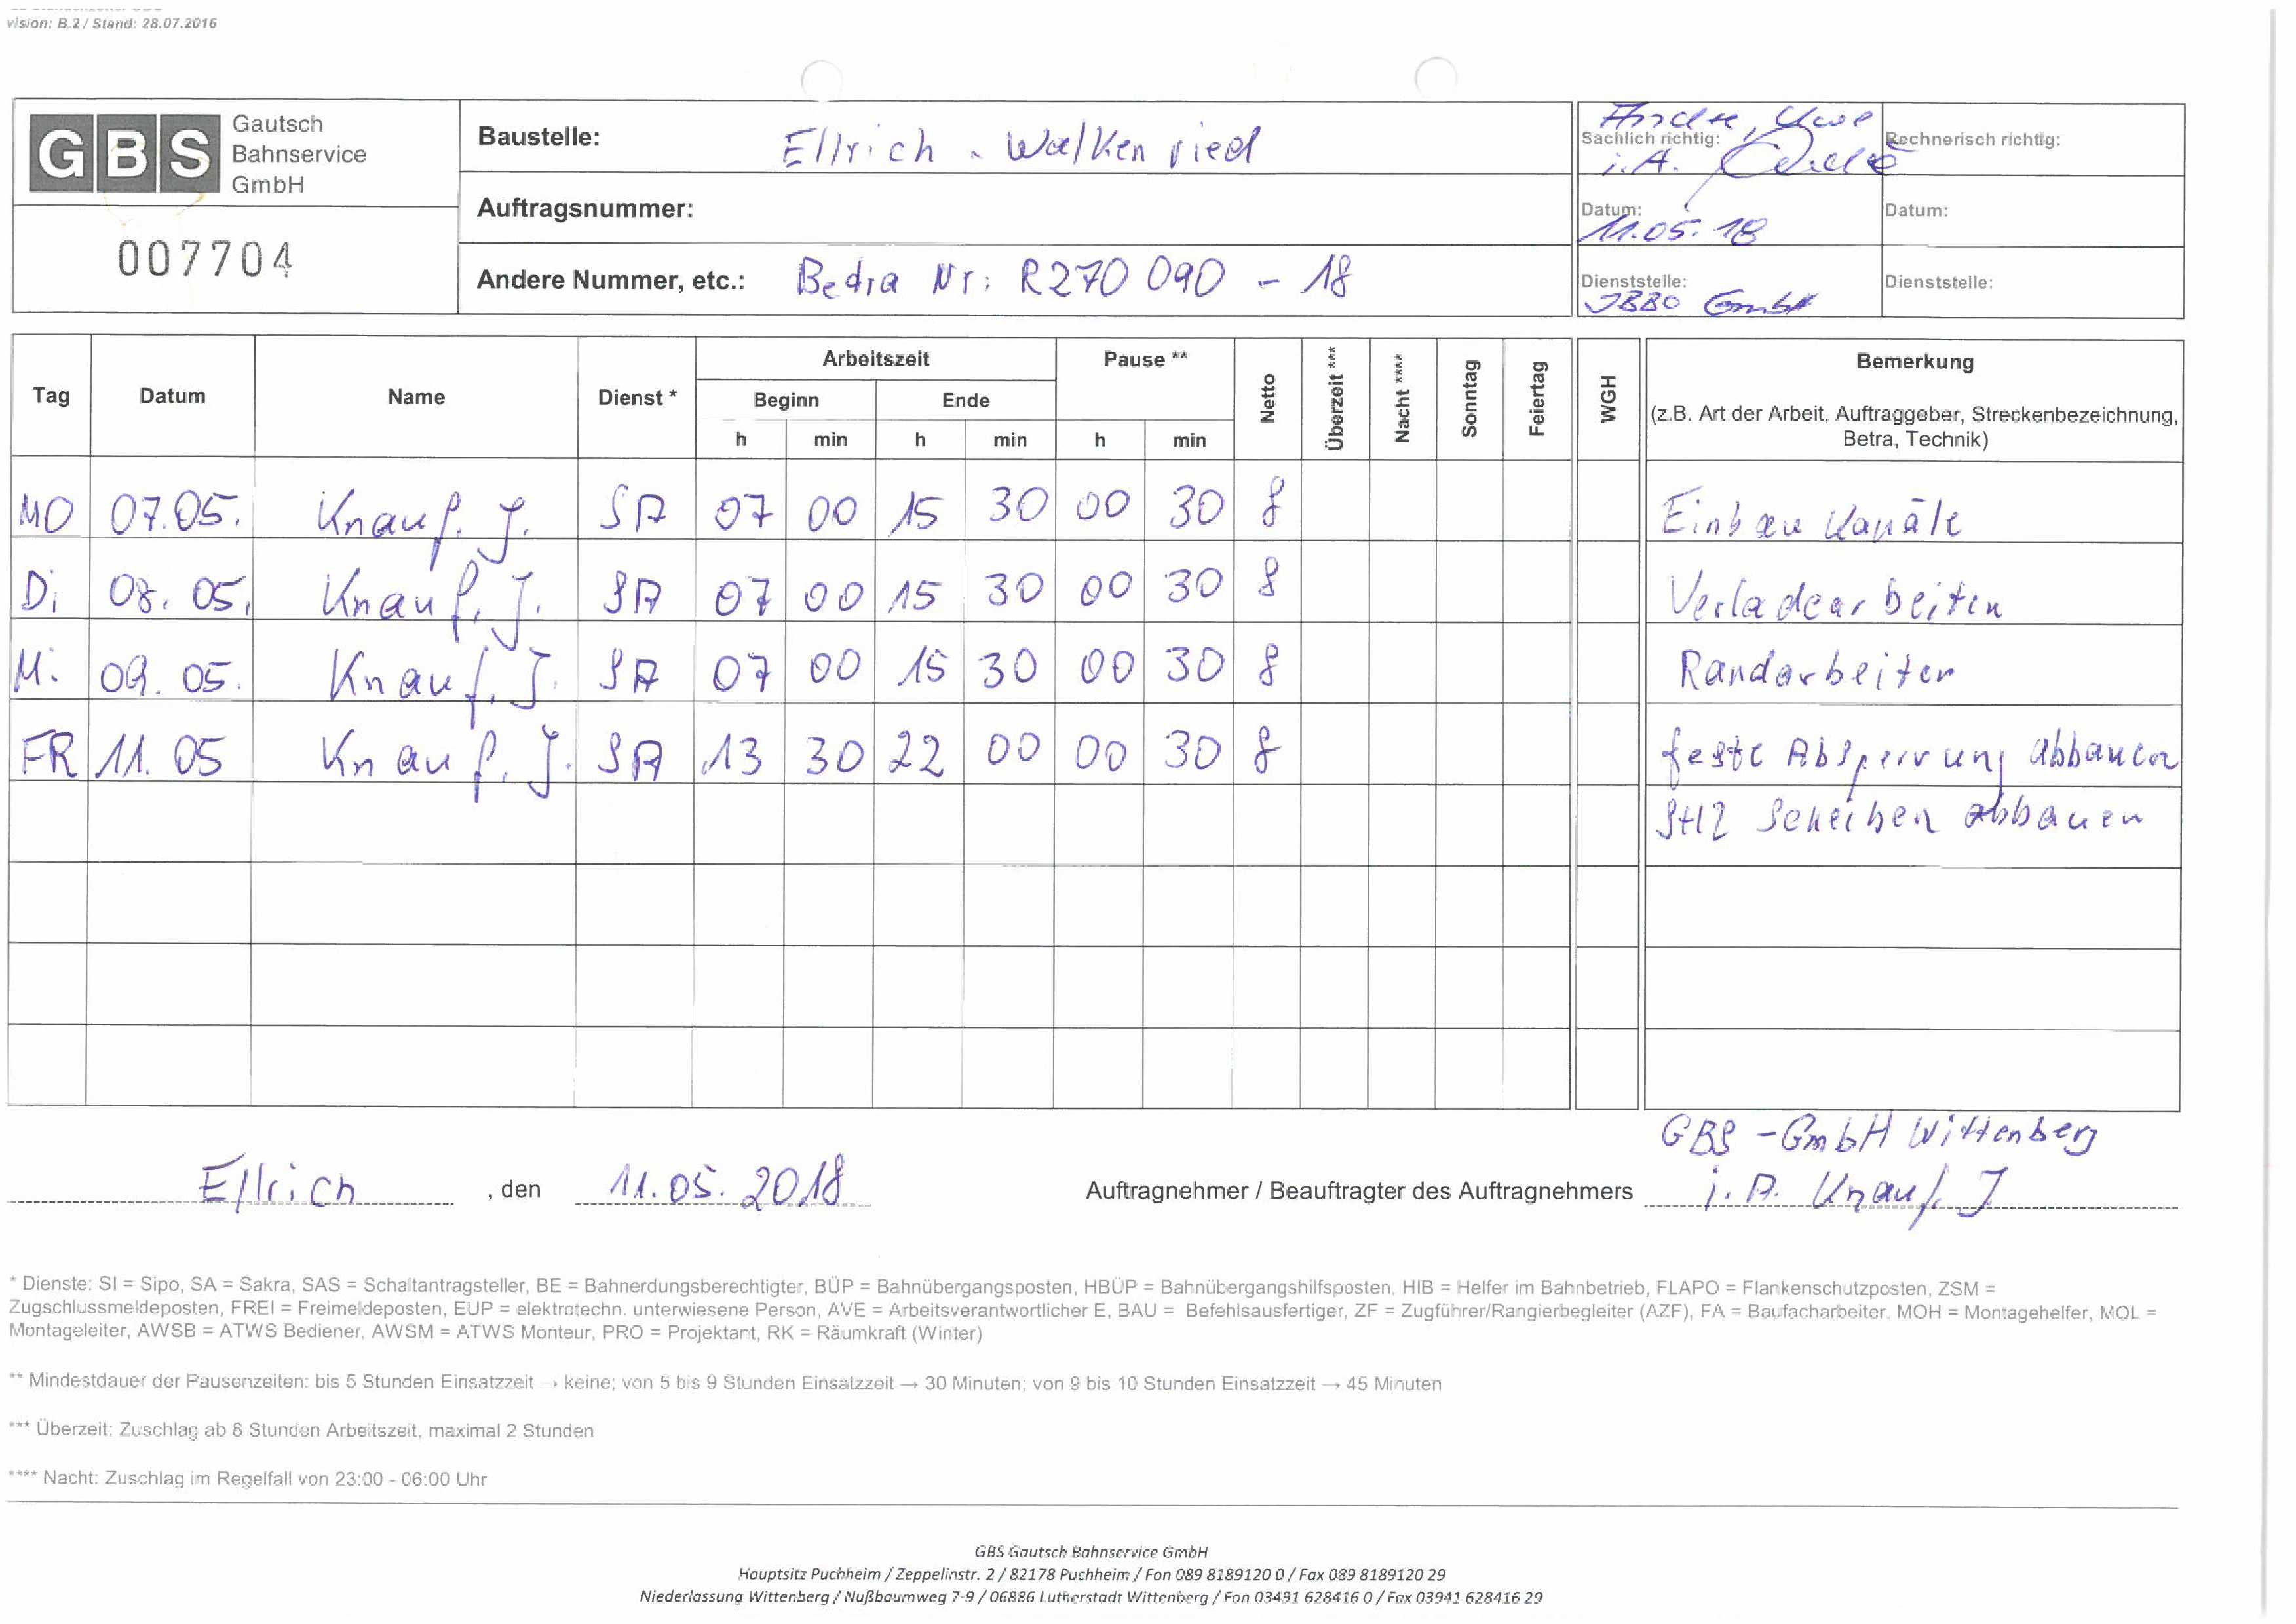 vision: B.2 / Stand: 28.07.2016
GBS Gautsch Bahnservice GmbH
007704
Baustelle: Ellrich - Walkenried
Auftragsnummer:
Andere Nummer, etc.: Bedra Nr: R270 090 - 18
Andre, Uwe
Sachlich richtig: i.A.
Rechnerisch richtig:
Datum: 11.05.18
Datum:
Dienststelle: JBBO GmbH
Dienststelle:
Tag Datum Name Dienst * Arbeitszeit Pause ** Netto Überzeit *** Nacht **** Sonntag Feiertag WGH Bemerkung
Beginn Ende
(z.B. Art der Arbeit, Auftraggeber, Streckenbezeichnung,
Betra, Technik)
h min h min h min
MO 07.05. Knauf. J. SA 07 00 15 30 00 30 8 Einbau Kanäle
Di 08.05. Knauf. J. SA 07 00 15 30 00 30 8 Verladearbeiten
Mi. 09.05. Knauf. J. SA 07 00 15 30 00 30 8 Randarbeiten
FR 11.05 Knauf. J. SA 13 30 22 00 00 30 8 feste Absperrung abbauen
SH2 Scheiben abbauen
GBS - GmbH Wittenberg
Ellrich , den 11.05.2018 Auftragnehmer / Beauftragter des Auftragnehmers i.A. Knauf. J
* Dienste: SI = Sipo, SA = Sakra, SAS = Schaltantragsteller, BE = Bahnerdungsberechtigter, BÜP = Bahnübergangsposten, HBÜP = Bahnübergangshilfsposten, HIB = Helfer im Bahnbetrieb, FLAPO = Flankenschutzposten, ZSM =
Zugschlussmeldeposten, FREI = Freimeldeposten, EUP = elektrotechn. unterwiesene Person, AVE = Arbeitsverantwortlicher E, BAU = Befehlsausfertiger, ZF = Zugführer/Rangierbegleiter (AZF), FA = Baufacharbeiter, MOH = Montagehelfer, MOL =
Montageleiter, AWSB = ATWS Bediener, AWSM = ATWS Monteur, PRO = Projektant, RK = Räumkraft (Winter)
** Mindestdauer der Pausenzeiten: bis 5 Stunden Einsatzzeit → keine; von 5 bis 9 Stunden Einsatzzeit → 30 Minuten; von 9 bis 10 Stunden Einsatzzeit → 45 Minuten
*** Überzeit: Zuschlag ab 8 Stunden Arbeitszeit, maximal 2 Stunden
**** Nacht: Zuschlag im Regelfall von 23:00 - 06:00 Uhr
GBS Gautsch Bahnservice GmbH
Hauptsitz Puchheim / Zeppelinstr. 2 / 82178 Puchheim / Fon 089 8189120 0 / Fax 089 8189120 29
Niederlassung Wittenberg / Nußbaumweg 7-9 / 06886 Lutherstadt Wittenberg / Fon 03491 628416 0 / Fax 03941 628416 29